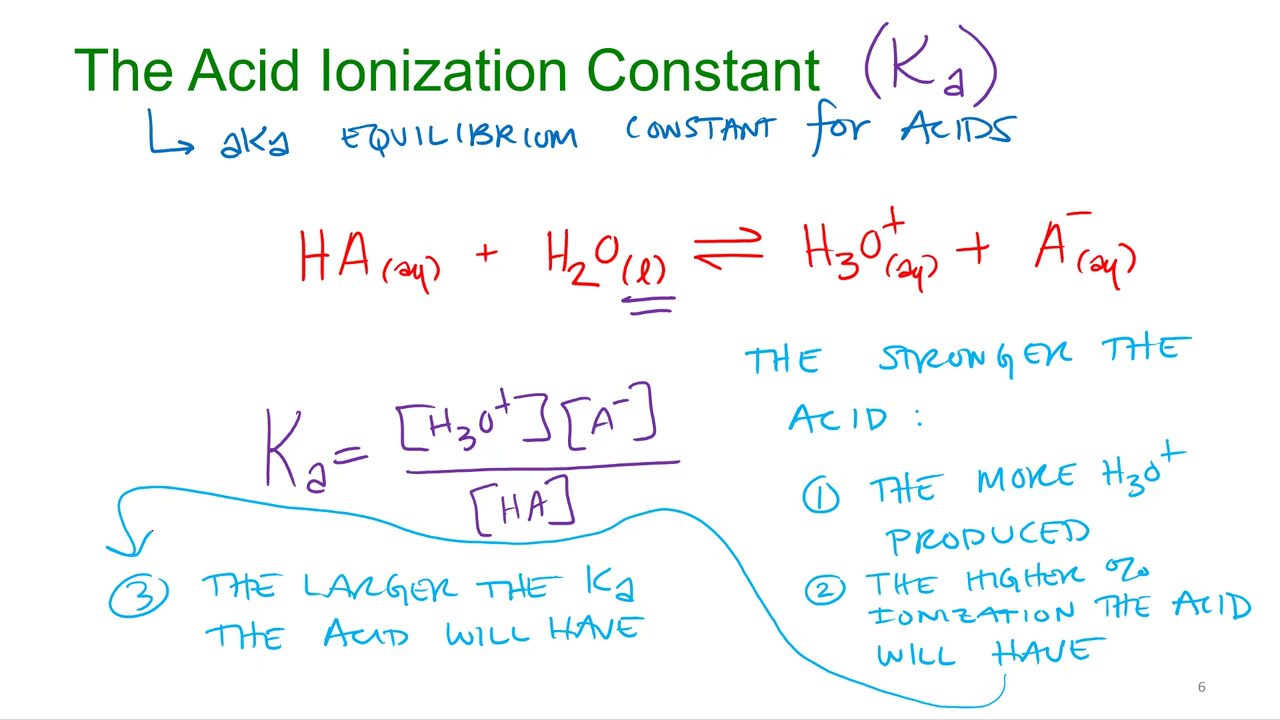 The Acid Ionization Constant (Ka)
↳ aka EQUILIBRIUM CONSTANT for ACIDS
HA(aq) + H₂O(l) ⇌ H₃O⁺(aq) + A⁻(aq)
Ka = [H₃O⁺][A⁻] / [HA]
THE STRONGER THE
ACID :
① THE MORE H₃O⁺
PRODUCED
② THE HIGHER %
IONIZATION THE ACID
WILL HAVE
③ THE LARGER THE Ka
THE ACID WILL HAVE
6